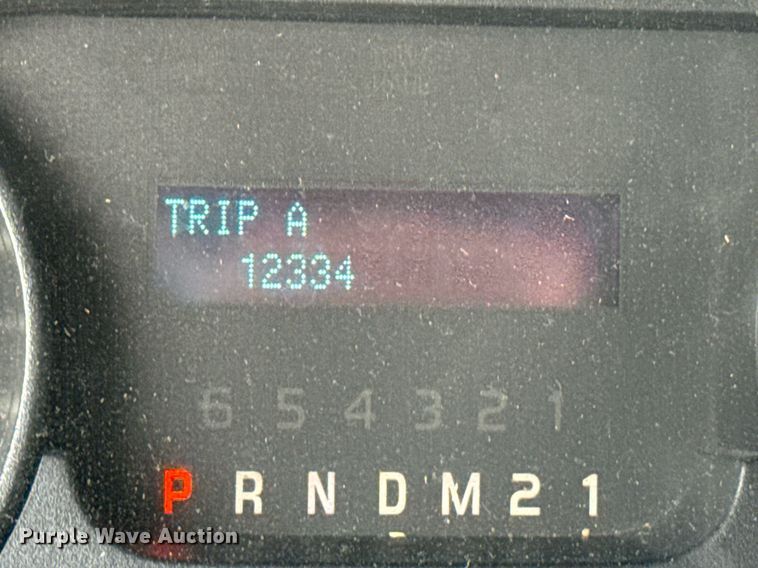 TRIP A
12334
6 5 4 3 2 1
P R N D M 2 1
Purple Wave Auction